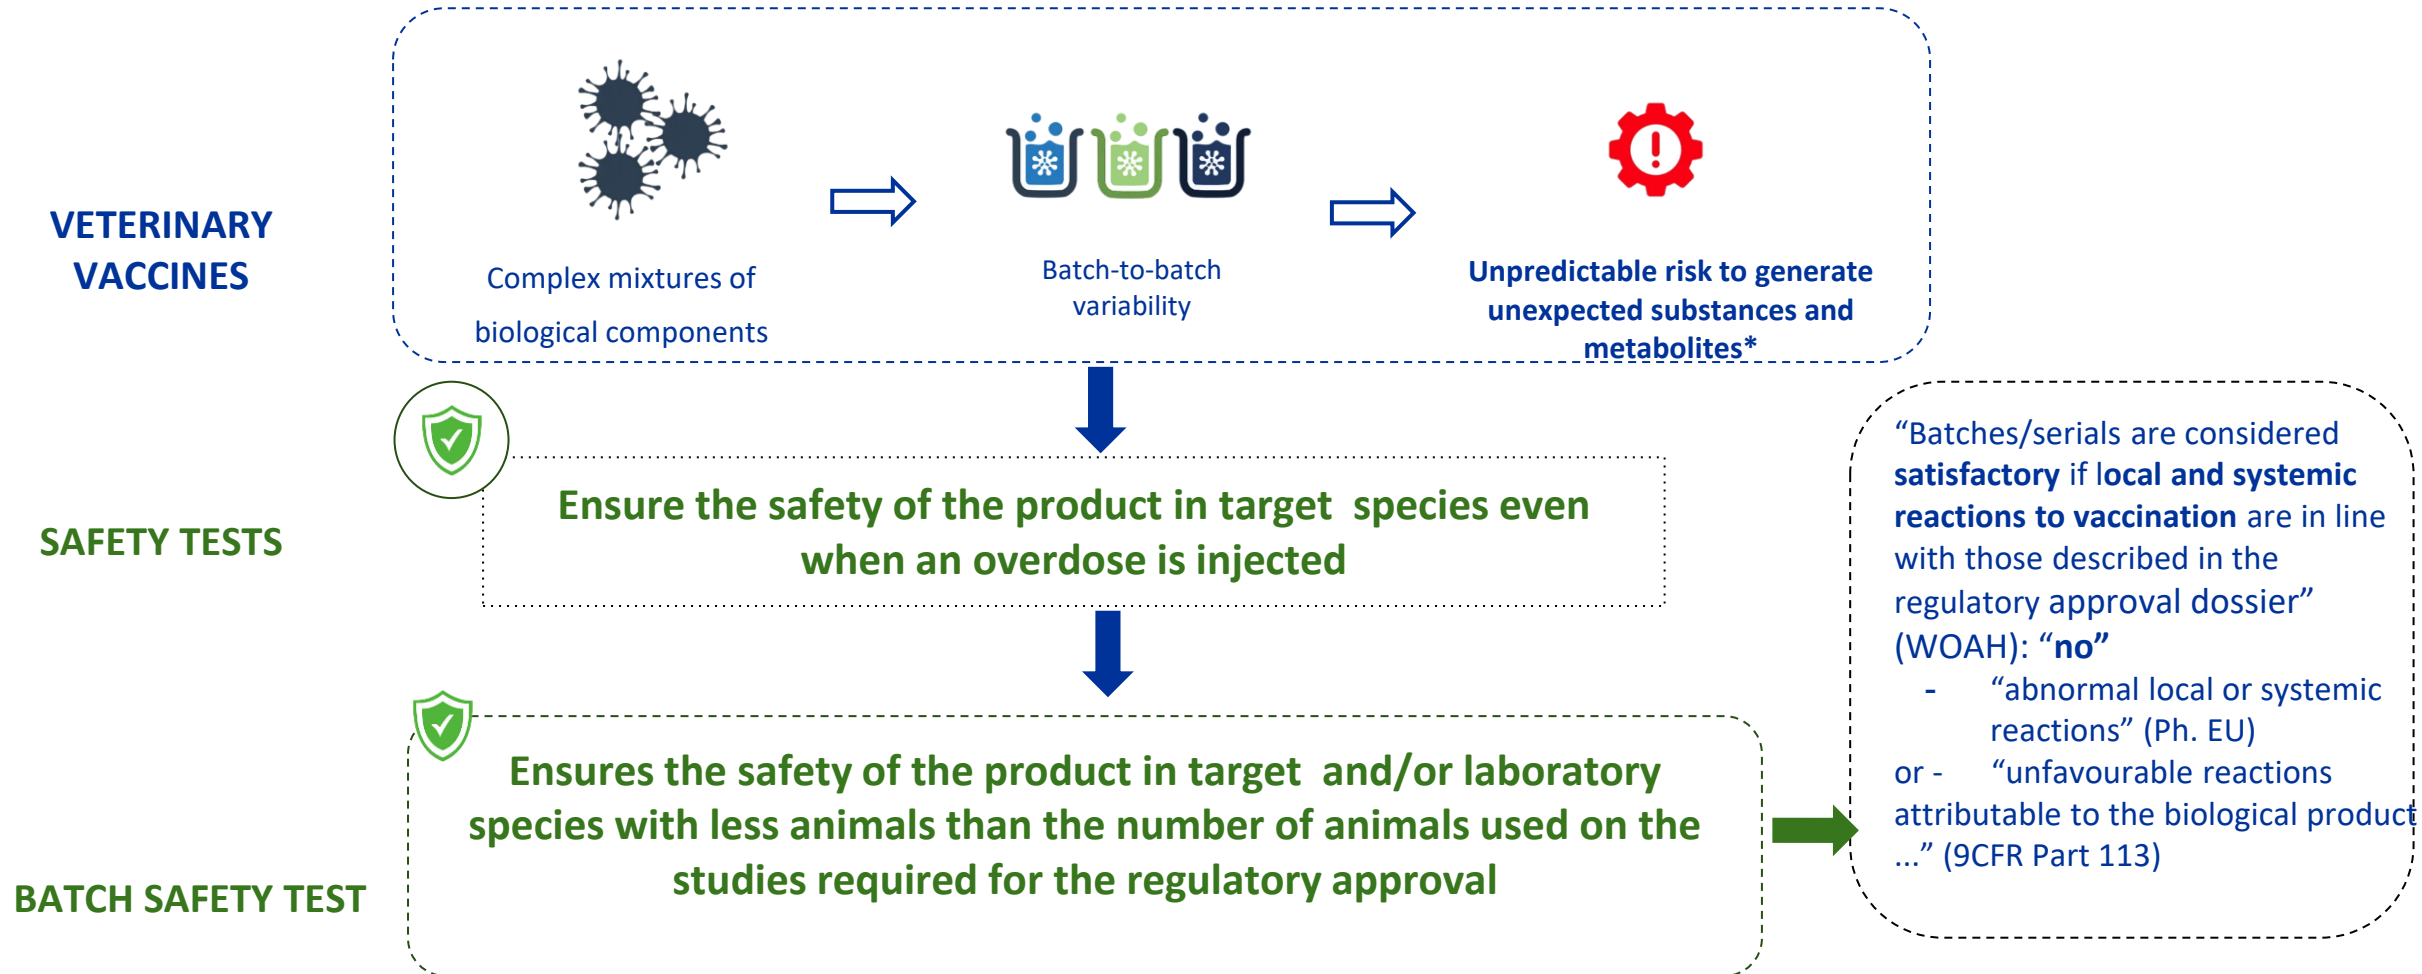 VETERINARY
VACCINES
Complex mixtures of
biological components
Batch-to-batch
variability
Unpredictable risk to generate
unexpected substances and
metabolites*
SAFETY TESTS
Ensure the safety of the product in target  species even
when an overdose is injected
BATCH SAFETY TEST
Ensures the safety of the product in target  and/or laboratory
species with less animals than the number of animals used on the
studies required for the regulatory approval
“Batches/serials are considered
satisfactory if local and systemic
reactions to vaccination are in line
with those described in the
regulatory approval dossier”
(WOAH): “no”
- “abnormal local or systemic
reactions” (Ph. EU)
or - “unfavourable reactions
attributable to the biological product
...” (9CFR Part 113)